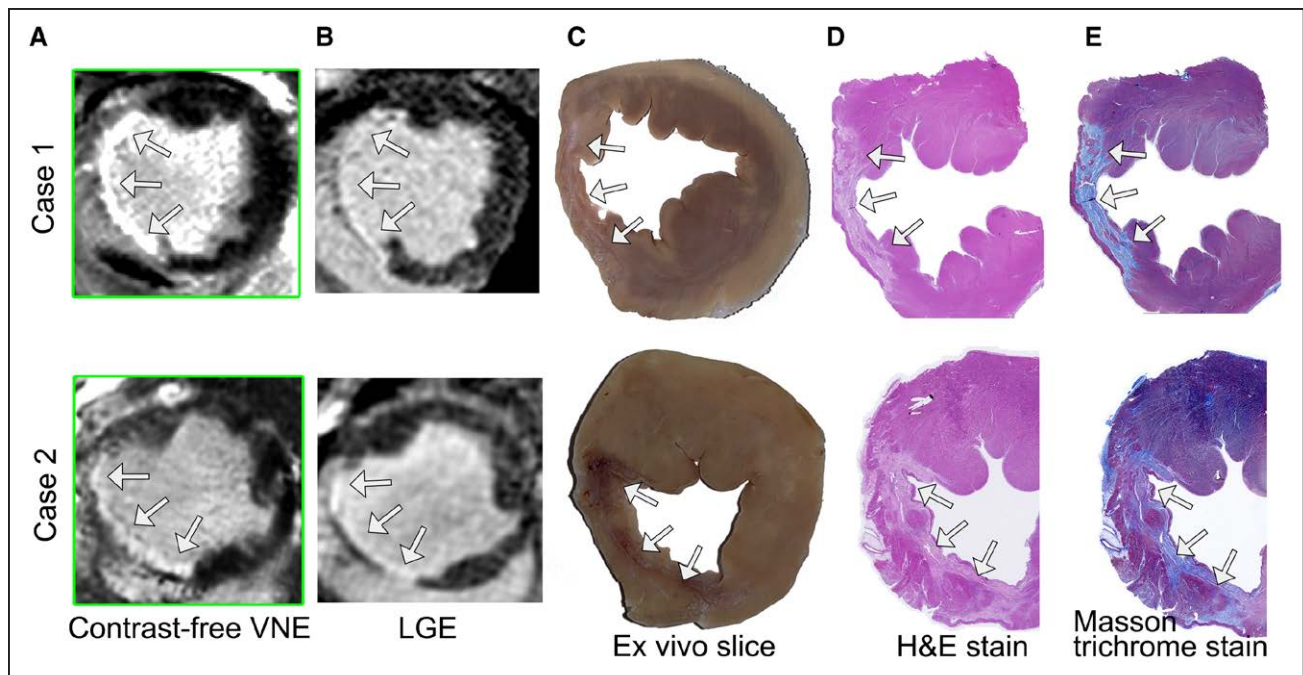 A
B
C
D
E
Case 1
Case 2
Contrast-free VNE
LGE
Ex vivo slice
H&E stain
Masson
trichrome stain